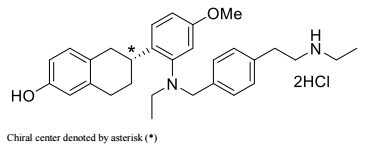 OMe
*
H
N
N
2HCl
HO
Chiral center denoted by asterisk (*)